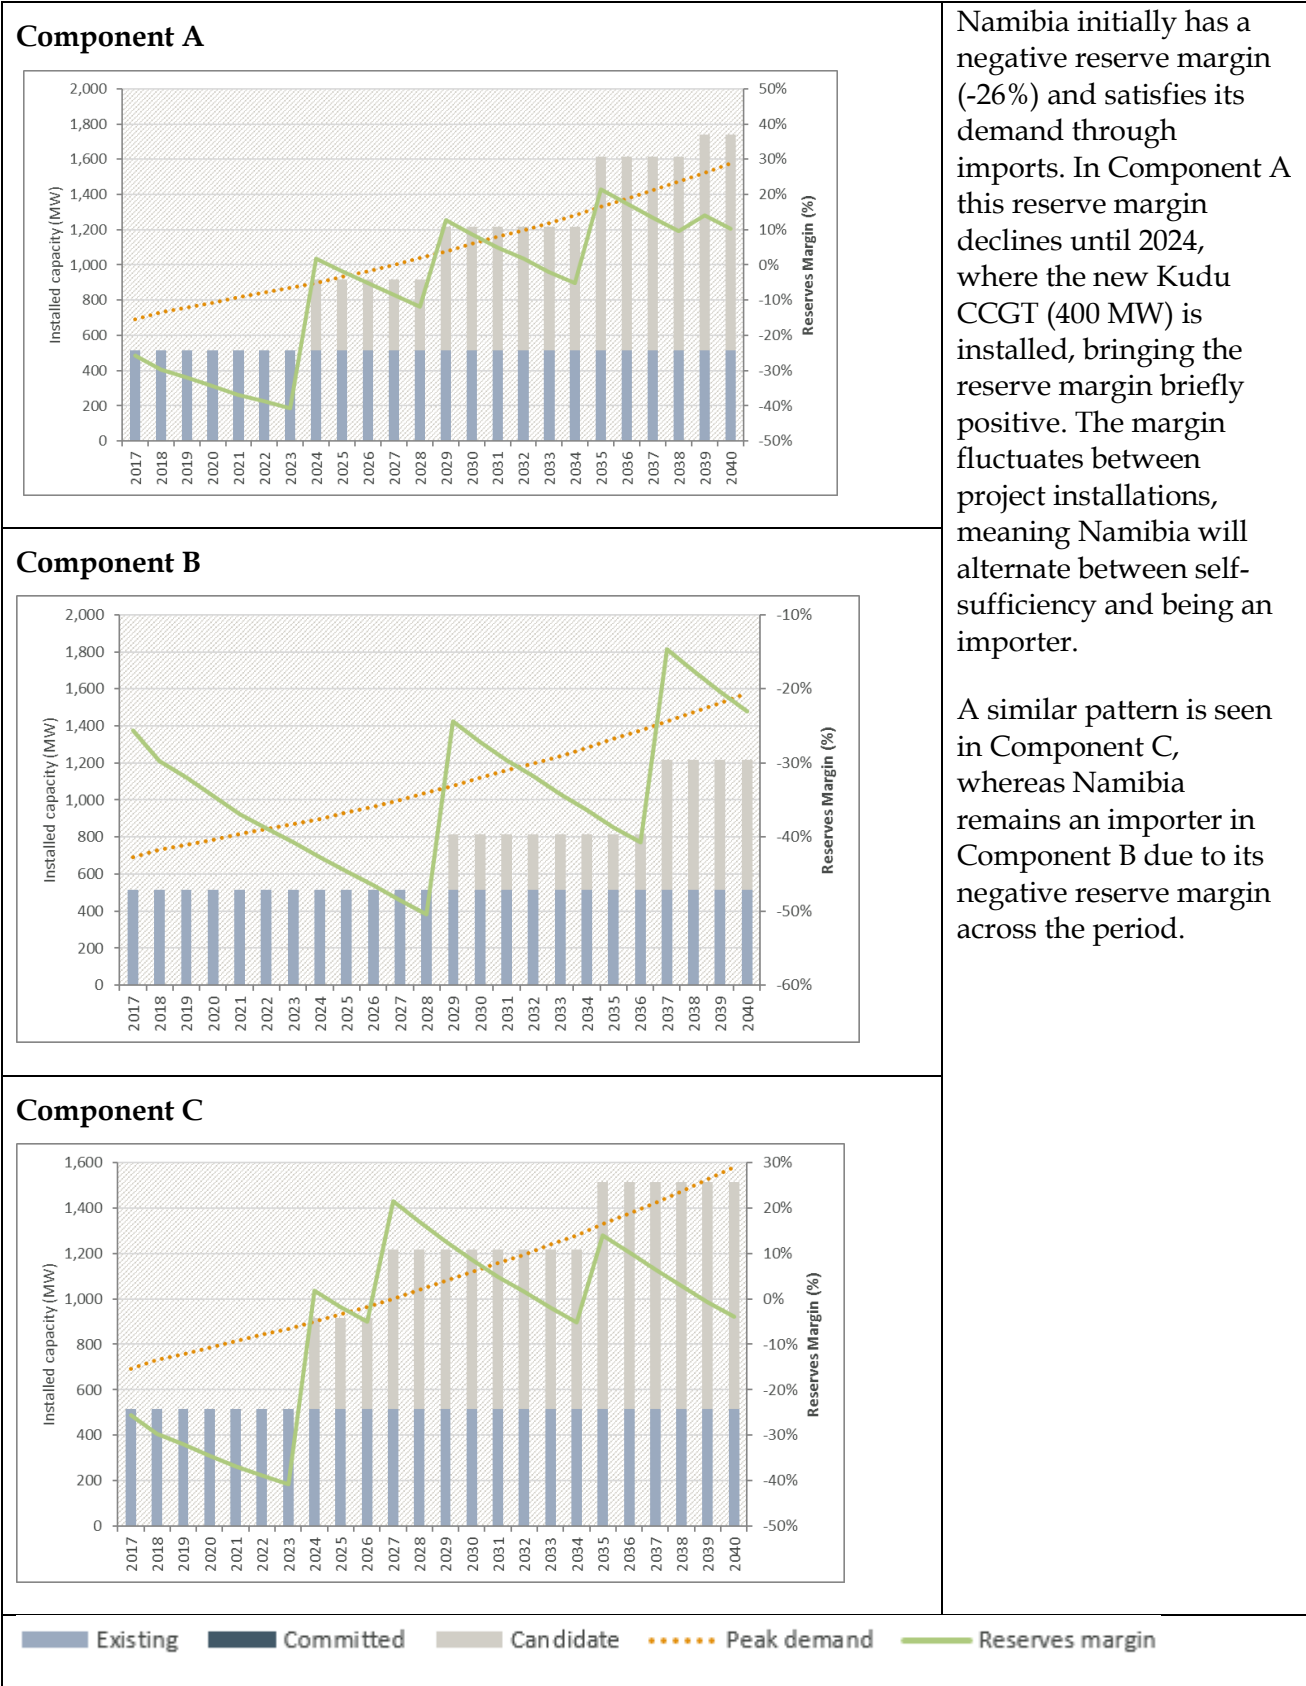 Component A
2,000
1,800
1,600
1,400
1,200
1,000
800
600
400
200
0
Installed capacity (MW)
50%
40%
30%
20%
10%
0%
-10%
-20%
-30%
-40%
-50%
Reserves Margin (%)
2017 2018 2019 2020 2021 2022 2023 2024 2025 2026 2027 2028 2029 2030 2031 2032 2033 2034 2035 2036 2037 2038 2039 2040
Component B
2,000
1,800
1,600
1,400
1,200
1,000
800
600
400
200
0
Installed capacity (MW)
-10%
-20%
-30%
-40%
-50%
-60%
Reserves Margin (%)
2017 2018 2019 2020 2021 2022 2023 2024 2025 2026 2027 2028 2029 2030 2031 2032 2033 2034 2035 2036 2037 2038 2039 2040
Component C
1,600
1,400
1,200
1,000
800
600
400
200
0
Installed capacity (MW)
30%
20%
10%
0%
-10%
-20%
-30%
-40%
-50%
Reserves Margin (%)
2017 2018 2019 2020 2021 2022 2023 2024 2025 2026 2027 2028 2029 2030 2031 2032 2033 2034 2035 2036 2037 2038 2039 2040
Namibia initially has a
negative reserve margin
(-26%) and satisfies its
demand through
imports. In Component A
this reserve margin
declines until 2024,
where the new Kudu
CCGT (400 MW) is
installed, bringing the
reserve margin briefly
positive. The margin
fluctuates between
project installations,
meaning Namibia will
alternate between self-
sufficiency and being an
importer.
A similar pattern is seen
in Component C,
whereas Namibia
remains an importer in
Component B due to its
negative reserve margin
across the period.
Existing Committed Candidate Peak demand Reserves margin